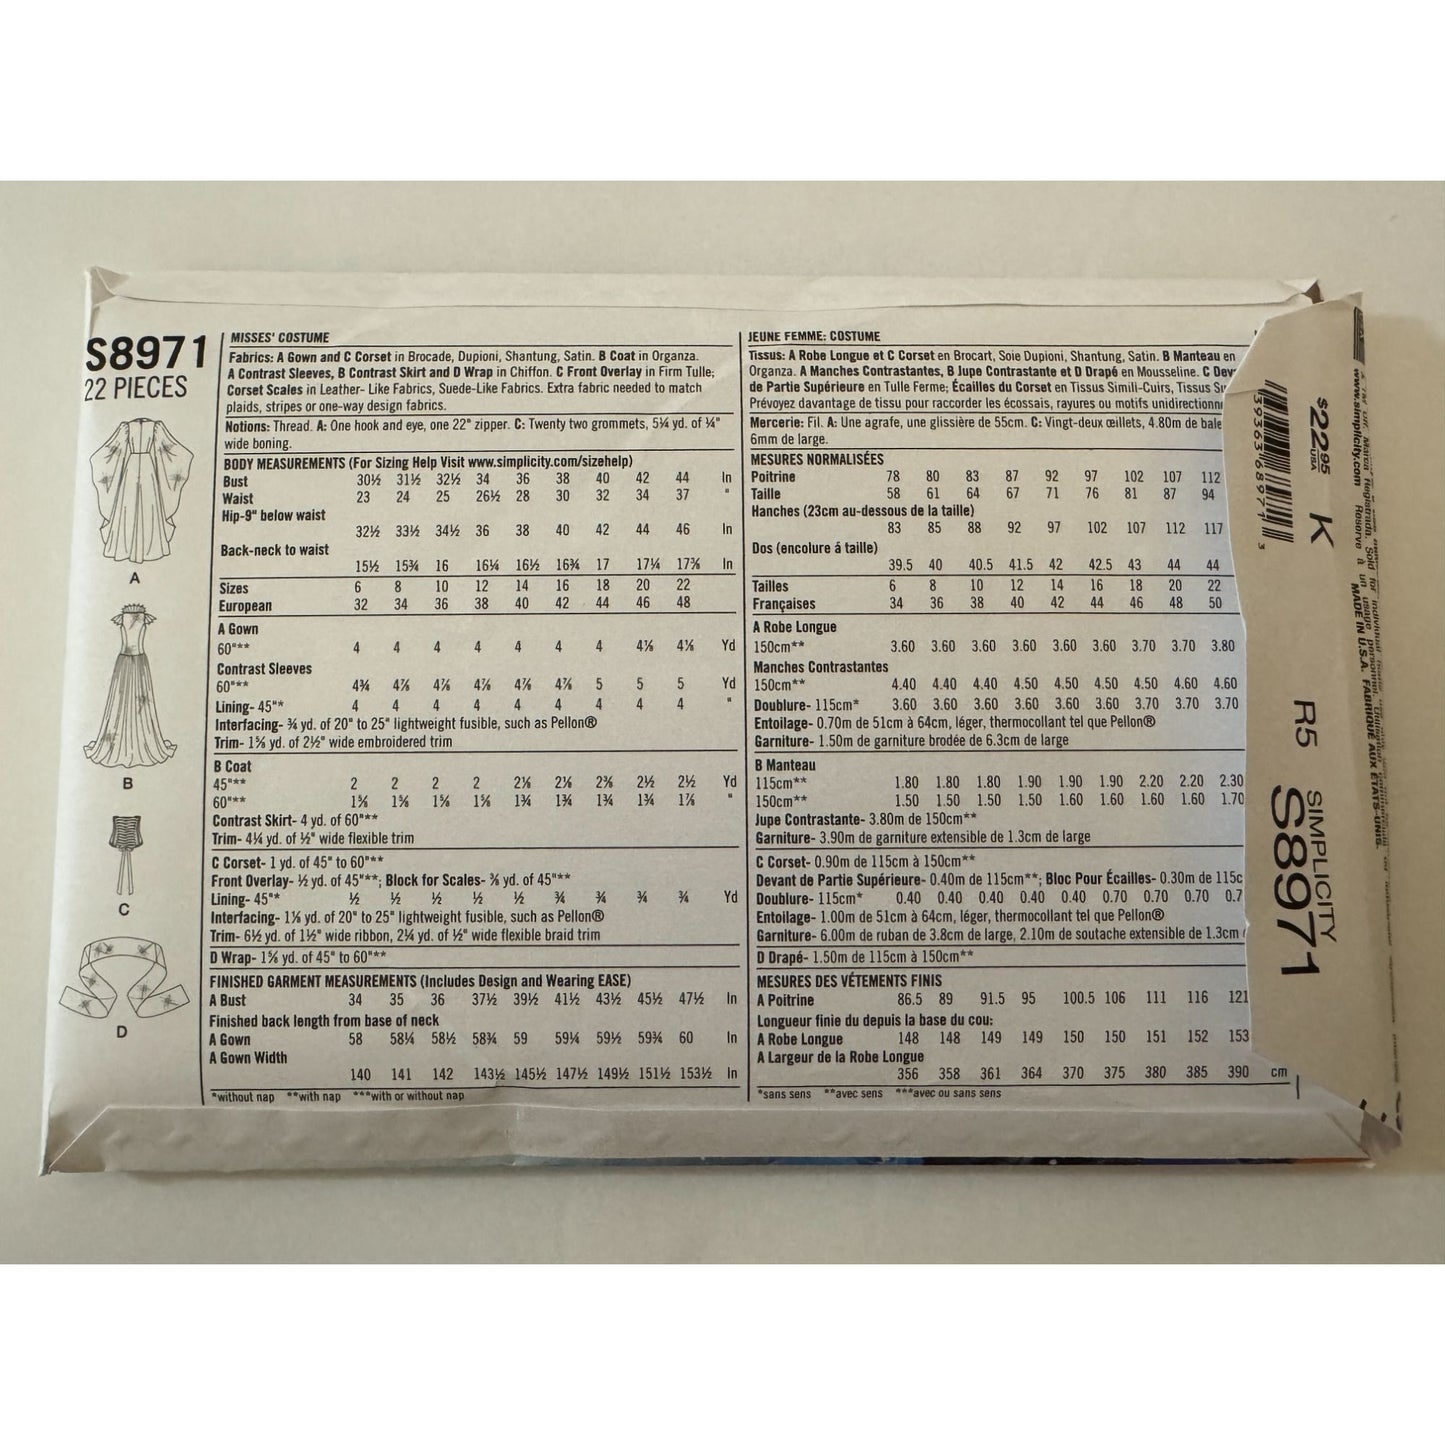 S8971
22 PIECES
A
B
C
D
MISSES' COSTUME
Fabrics: A Gown and C Corset in Brocade, Dupioni, Shantung, Satin. B Coat in Organza.
A Contrast Sleeves, B Contrast Skirt and D Wrap in Chiffon. C Front Overlay in Firm Tulle;
Corset Scales in Leather- Like Fabrics, Suede-Like Fabrics. Extra fabric needed to match
plaids, stripes or one-way design fabrics.
Notions: Thread. A: One hook and eye, one 22" zipper. C: Twenty two grommets, 5¼ yd. of ¼"
wide boning.
BODY MEASUREMENTS (For Sizing Help Visit www.simplicity.com/sizehelp)
Bust 30½ 31½ 32½ 34 36 38 40 42 44 In
Waist 23 24 25 26½ 28 30 32 34 37 "
Hip-9" below waist
32½ 33½ 34½ 36 38 40 42 44 46 In
Back-neck to waist
15½ 15¾ 16 16¼ 16½ 16¾ 17 17¼ 17⅜ In
Sizes 6 8 10 12 14 16 18 20 22
European 32 34 36 38 40 42 44 46 48
A Gown
60"** 4 4 4 4 4 4 4 4⅛ 4⅛ Yd
Contrast Sleeves
60"** 4¾ 4⅞ 4⅞ 4⅞ 4⅞ 4⅞ 5 5 5 Yd
Lining- 45"* 4 4 4 4 4 4 4 4 4 "
Interfacing- ¾ yd. of 20" to 25" lightweight fusible, such as Pellon®
Trim- 1⅝ yd. of 2½" wide embroidered trim
B Coat
45"** 2 2 2 2 2⅛ 2⅛ 2⅜ 2½ 2½ Yd
60"** 1⅝ 1⅝ 1⅝ 1⅝ 1¾ 1¾ 1¾ 1¾ 1⅞ "
Contrast Skirt- 4 yd. of 60"**
Trim- 4¼ yd. of ½" wide flexible trim
C Corset- 1 yd. of 45" to 60"**
Front Overlay- ½ yd. of 45"**; Block for Scales- ⅜ yd. of 45"**
Lining- 45"* ½ ½ ½ ½ ½ ¾ ¾ ¾ ¾ Yd
Interfacing- 1⅛ yd. of 20" to 25" lightweight fusible, such as Pellon®
Trim- 6½ yd. of 1½" wide ribbon, 2¼ yd. of ½" wide flexible braid trim
D Wrap- 1⅝ yd. of 45" to 60"**
FINISHED GARMENT MEASUREMENTS (Includes Design and Wearing EASE)
A Bust 34 35 36 37½ 39½ 41½ 43½ 45½ 47½ In
Finished back length from base of neck
A Gown 58 58¼ 58½ 58¾ 59 59¼ 59½ 59¾ 60 In
A Gown Width
140 141 142 143½ 145½ 147½ 149½ 151½ 153½ In
*without nap **with nap ***with or without nap
JEUNE FEMME: COSTUME
Tissus: A Robe Longue et C Corset en Brocart, Soie Dupioni, Shantung, Satin. B Manteau en
Organza. A Manches Contrastantes, B Jupe Contrastante et D Drapé en Mousseline. C Dev
de Partie Supérieure en Tulle Ferme; Écailles du Corset en Tissus Simili-Cuirs, Tissus Su
Prévoyez davantage de tissu pour raccorder les écossais, rayures ou motifs unidirectionn
Mercerie: Fil. A: Une agrafe, une glissière de 55cm. C: Vingt-deux œillets, 4.80m de bale
6mm de large.
MESURES NORMALISÉES
Poitrine 78 80 83 87 92 97 102 107 112
Taille 58 61 64 67 71 76 81 87 94
Hanches (23cm au-dessous de la taille)
83 85 88 92 97 102 107 112 117
Dos (encolure á taille)
39.5 40 40.5 41.5 42 42.5 43 44 44
Tailles 6 8 10 12 14 16 18 20 22
Françaises 34 36 38 40 42 44 46 48 50
A Robe Longue
150cm** 3.60 3.60 3.60 3.60 3.60 3.60 3.70 3.70 3.80
Manches Contrastantes
150cm** 4.40 4.40 4.40 4.50 4.50 4.50 4.50 4.60 4.60
Doublure- 115cm* 3.60 3.60 3.60 3.60 3.60 3.60 3.70 3.70 3.70
Entoilage- 0.70m de 51cm à 64cm, léger, thermocollant tel que Pellon®
Garniture- 1.50m de garniture brodée de 6.3cm de large
B Manteau
115cm** 1.80 1.80 1.80 1.90 1.90 1.90 2.20 2.20 2.30
150cm** 1.50 1.50 1.50 1.50 1.60 1.60 1.60 1.60 1.70
Jupe Contrastante- 3.80m de 150cm**
Garniture- 3.90m de garniture extensible de 1.3cm de large
C Corset- 0.90m de 115cm à 150cm**
Devant de Partie Supérieure- 0.40m de 115cm**; Bloc Pour Écailles- 0.30m de 115c
Doublure- 115cm* 0.40 0.40 0.40 0.40 0.40 0.70 0.70 0.70 0.7
Entoilage- 1.00m de 51cm à 64cm, léger, thermocollant tel que Pellon®
Garniture- 6.00m de ruban de 3.8cm de large, 2.10m de soutache extensible de 1.3cm
D Drapé- 1.50m de 115cm à 150cm**
MESURES DES VÉTEMENTS FINIS
A Poitrine 86.5 89 91.5 95 100.5 106 111 116 121
Longueur finie du depuis la base du cou:
A Robe Longue 148 148 149 149 150 150 151 152 153
A Largeur de la Robe Longue
356 358 361 364 370 375 380 385 390 cm
*sans sens **avec sens ***avec ou sans sens
www.simplicity.com
MADE IN U.S.A. FABRIQUÉ AUX ÉTATS-UNIS.
$2295 USA K
39363 68971 3
R5
SIMPLICITY
S8971